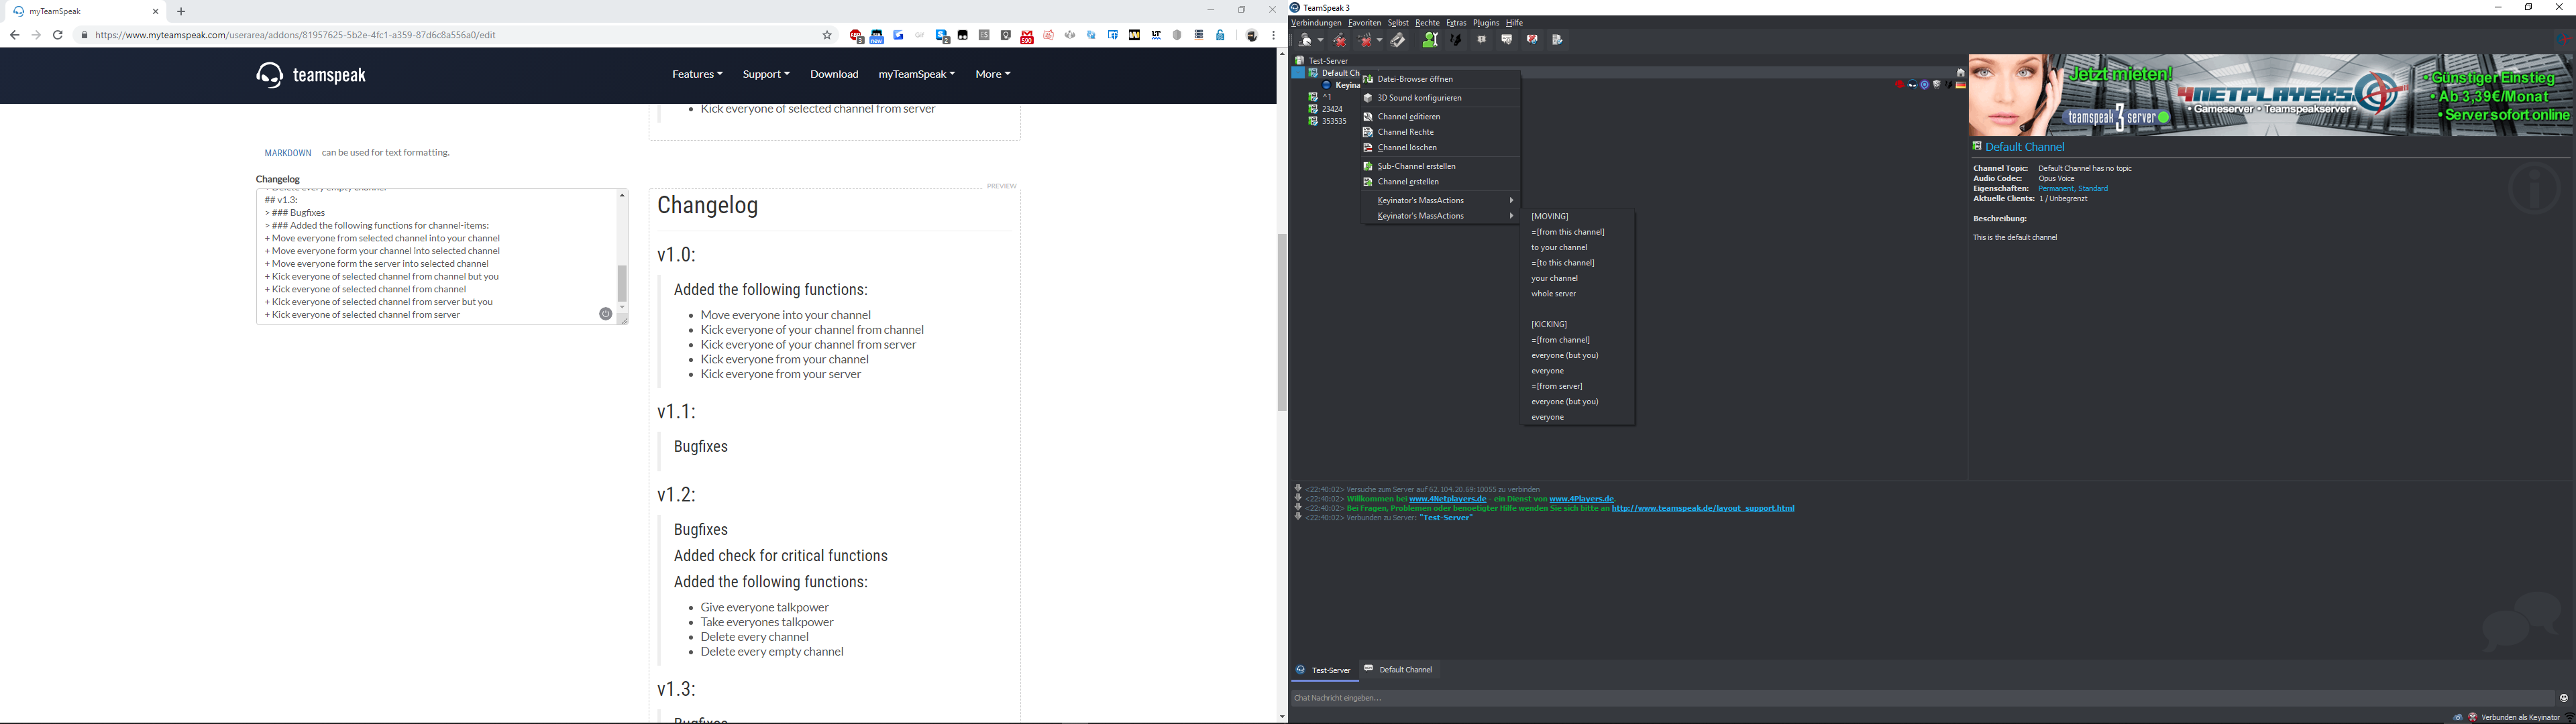 myTeamSpeak
https://www.myteamspeak.com/userarea/addons/81957625-5b2e-4fc1-a359-87d6c8a556a0/edit
teamspeak
Features Support Download myTeamSpeak More
• Kick everyone of selected channel from server
MARKDOWN can be used for text formatting.
Changelog
+ Delete every empty channel
## v1.3:
> ### Bugfixes
> ### Added the following functions for channel-items:
+ Move everyone from selected channel into your channel
+ Move everyone form your channel into selected channel
+ Move everyone form the server into selected channel
+ Kick everyone of selected channel from channel but you
+ Kick everyone of selected channel from channel
+ Kick everyone of selected channel from server but you
+ Kick everyone of selected channel from server
PREVIEW
Changelog
v1.0:
Added the following functions:
• Move everyone into your channel
• Kick everyone of your channel from channel
• Kick everyone of your channel from server
• Kick everyone from your channel
• Kick everyone from your server
v1.1:
Bugfixes
v1.2:
Bugfixes
Added check for critical functions
Added the following functions:
• Give everyone talkpower
• Take everyones talkpower
• Delete every channel
• Delete every empty channel
v1.3:
Bugfixes
TeamSpeak 3
Verbindungen Favoriten Selbst Rechte Extras Plugins Hilfe
Test-Server
Default Ch
Keyina
^1
23424
353535
Datei-Browser öffnen
3D Sound konfigurieren
Channel editieren
Channel Rechte
Channel löschen
Sub-Channel erstellen
Channel erstellen
Keyinator's MassActions
Keyinator's MassActions
[MOVING]
=[from this channel]
to your channel
=[to this channel]
your channel
whole server
[KICKING]
=[from channel]
everyone (but you)
everyone
=[from server]
everyone (but you)
everyone
Jetzt mieten!
4NETPLAYERS
• Gameserver • Teamspeakserver •
teamspeak 3 server
• Günstiger Einstieg
• Ab 3,39€/Monat
• Server sofort online
Default Channel
Channel Topic: Default Channel has no topic
Audio Codec: Opus Voice
Eigenschaften: Permanent, Standard
Aktuelle Clients: 1 / Unbegrenzt
Beschreibung:
This is the default channel
<22:40:02> Versuche zum Server auf 62.104.20.69:10055 zu verbinden
<22:40:02> Willkommen bei www.4Netplayers.de - ein Dienst von www.4Players.de.
<22:40:02> Bei Fragen, Problemen oder benoetigter Hilfe wenden Sie sich bitte an http://www.teamspeak.de/layout_support.html
<22:40:02> Verbunden zu Server: "Test-Server"
Test-Server Default Channel
Chat Nachricht eingeben...
Verbunden als Keyinator